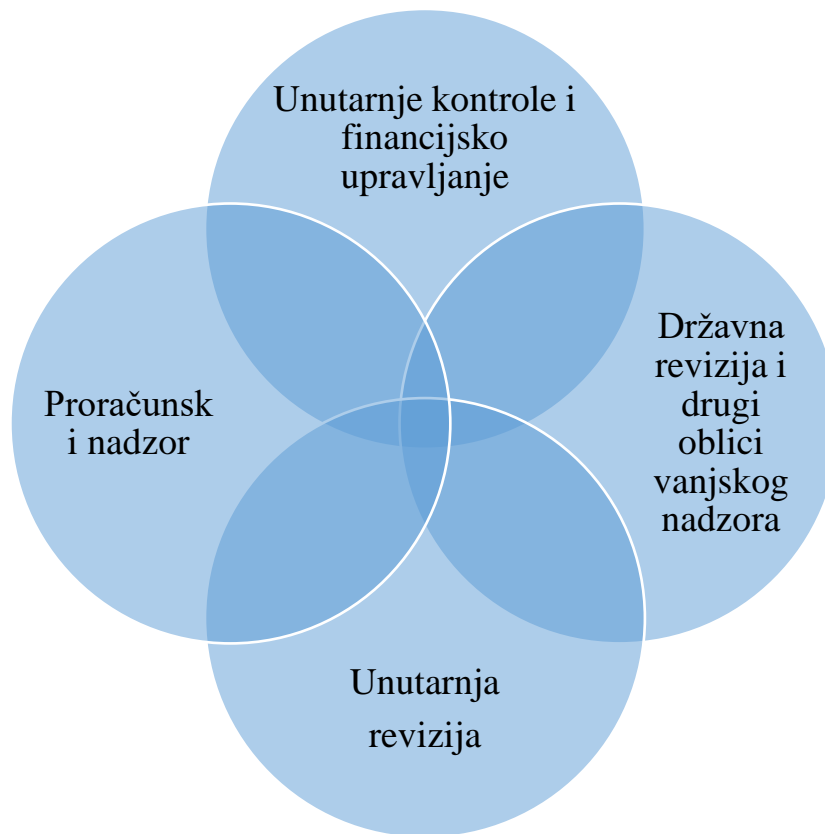 Unutarnje kontrole i
financijsko
upravljanje
Proračunsk
i nadzor
Državna
revizija i
drugi
oblici
vanjskog
nadzora
Unutarnja
revizija